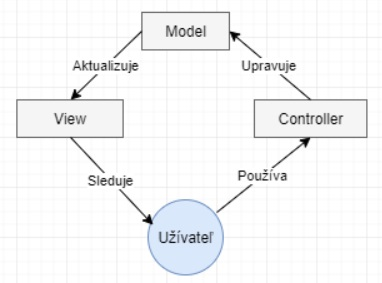 Model
Aktualizuje
Upravuje
View
Controller
Sleduje
Používa
Užívateľ